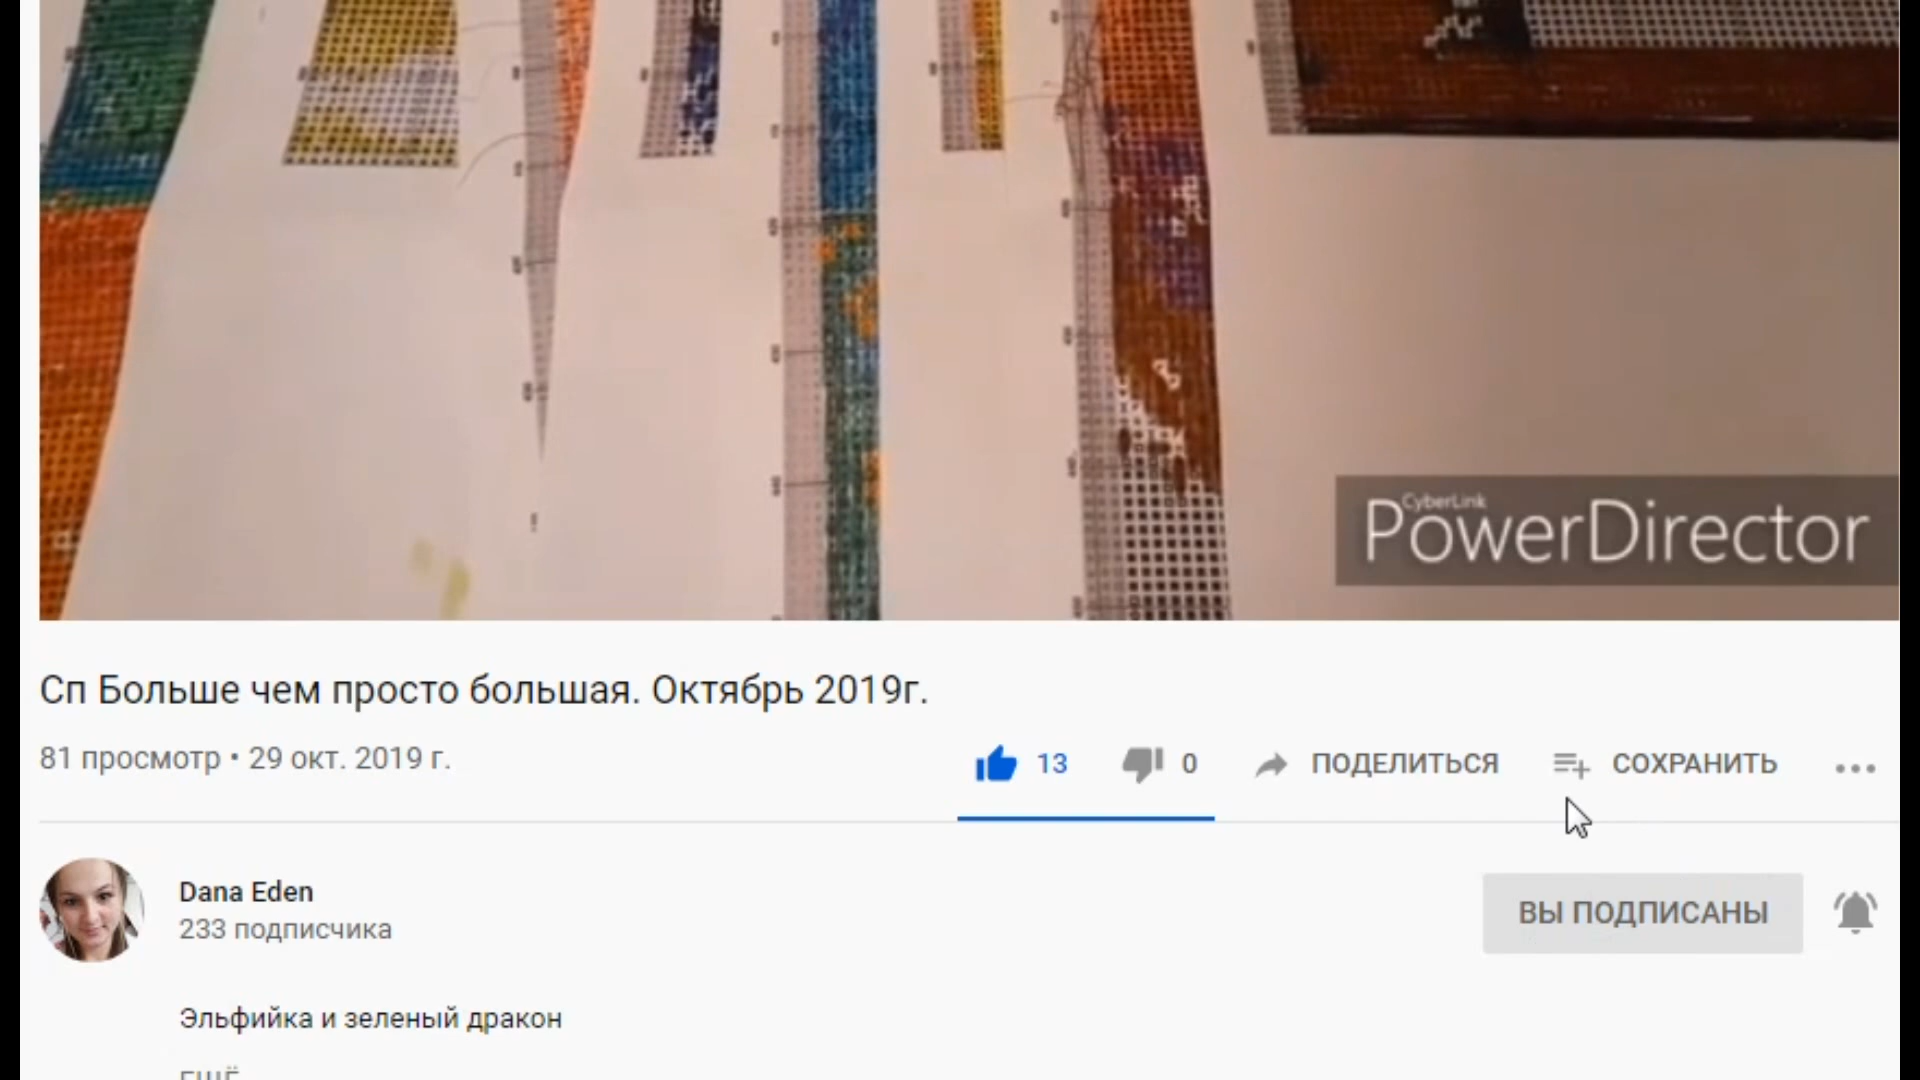 CyberLink
PowerDirector
Сп Больше чем просто большая. Октябрь 2019г.
81 просмотр • 29 окт. 2019 г.
13
0
ПОДЕЛИТЬСЯ
СОХРАНИТЬ
Dana Eden
233 подписчика
ВЫ ПОДПИСАНЫ
Эльфийка и зеленый дракон
ЕЩЁ